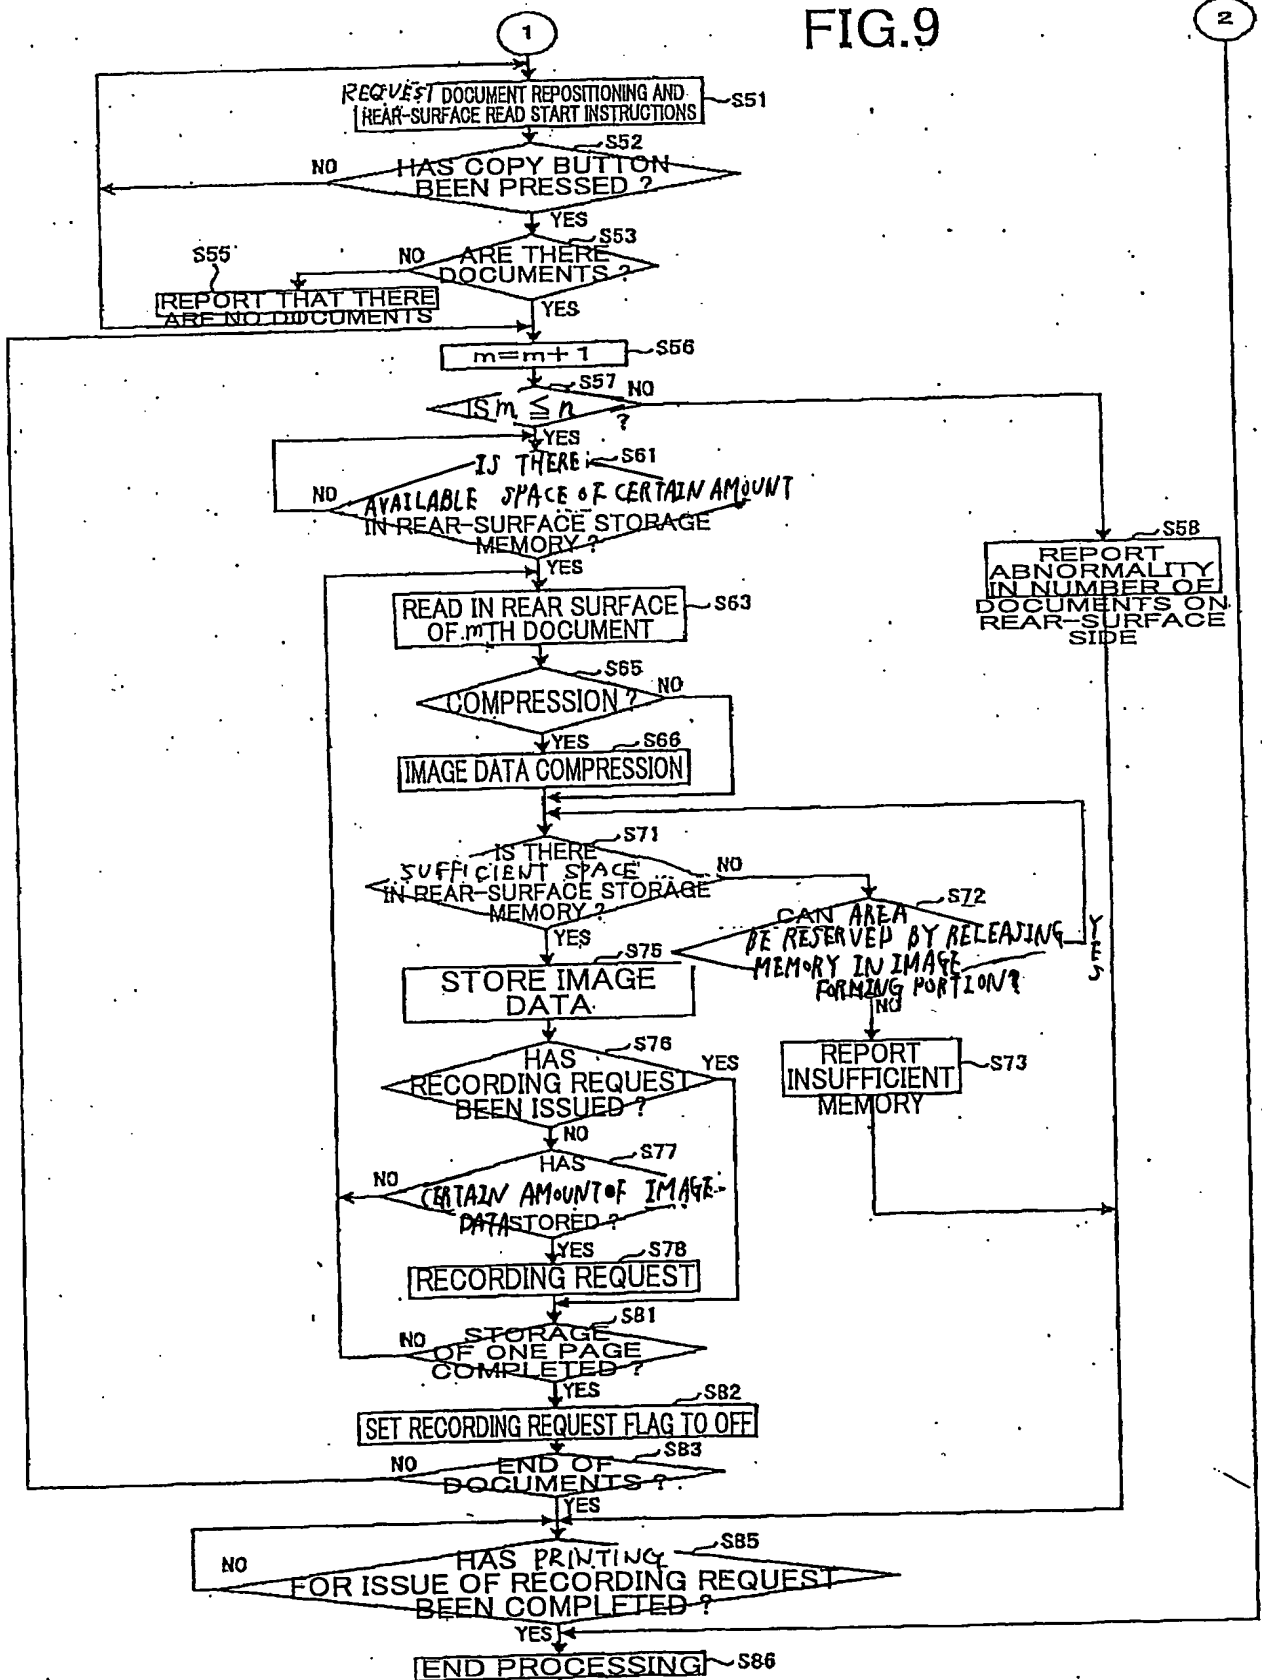 FIG.9
1
2
REQUEST DOCUMENT REPOSITIONING AND
REAR-SURFACE READ START INSTRUCTIONS
S51
S52
NO
HAS COPY BUTTON
BEEN PRESSED ?
YES
S53
S55
NO
ARE THERE
DOCUMENTS ?
REPORT THAT THERE
ARE NO DOCUMENTS
YES
m=m+1
S56
S57
NO
IS m ≦ n
?
YES
S61
IS THERE
NO
AVAILABLE SPACE OF CERTAIN AMOUNT
IN REAR-SURFACE STORAGE
MEMORY ?
YES
S58
REPORT
ABNORMALITY
IN NUMBER OF
DOCUMENTS ON
REAR-SURFACE
SIDE
READ IN REAR SURFACE
OF mTH DOCUMENT
S63
S65
NO
COMPRESSION ?
YES
S66
IMAGE DATA COMPRESSION
S71
IS THERE
SUFFICIENT SPACE
NO
IN REAR-SURFACE STORAGE
MEMORY ?
YES
S72
CAN AREA
BE RESERVED BY RELEASING
MEMORY IN IMAGE
FORMING PORTION?
YES
NO
S75
STORE IMAGE
DATA
REPORT
INSUFFICIENT
MEMORY
S73
S76
HAS
RECORDING REQUEST
BEEN ISSUED ?
YES
NO
S77
HAS
NO
CERTAIN AMOUNT OF IMAGE
DATA STORED ?
YES
S78
RECORDING REQUEST
S81
NO
STORAGE
OF ONE PAGE
COMPLETED ?
YES
S82
SET RECORDING REQUEST FLAG TO OFF
S83
NO
END OF
DOCUMENTS ?
YES
S85
NO
HAS PRINTING
FOR ISSUE OF RECORDING REQUEST
BEEN COMPLETED ?
YES
END PROCESSING
S86